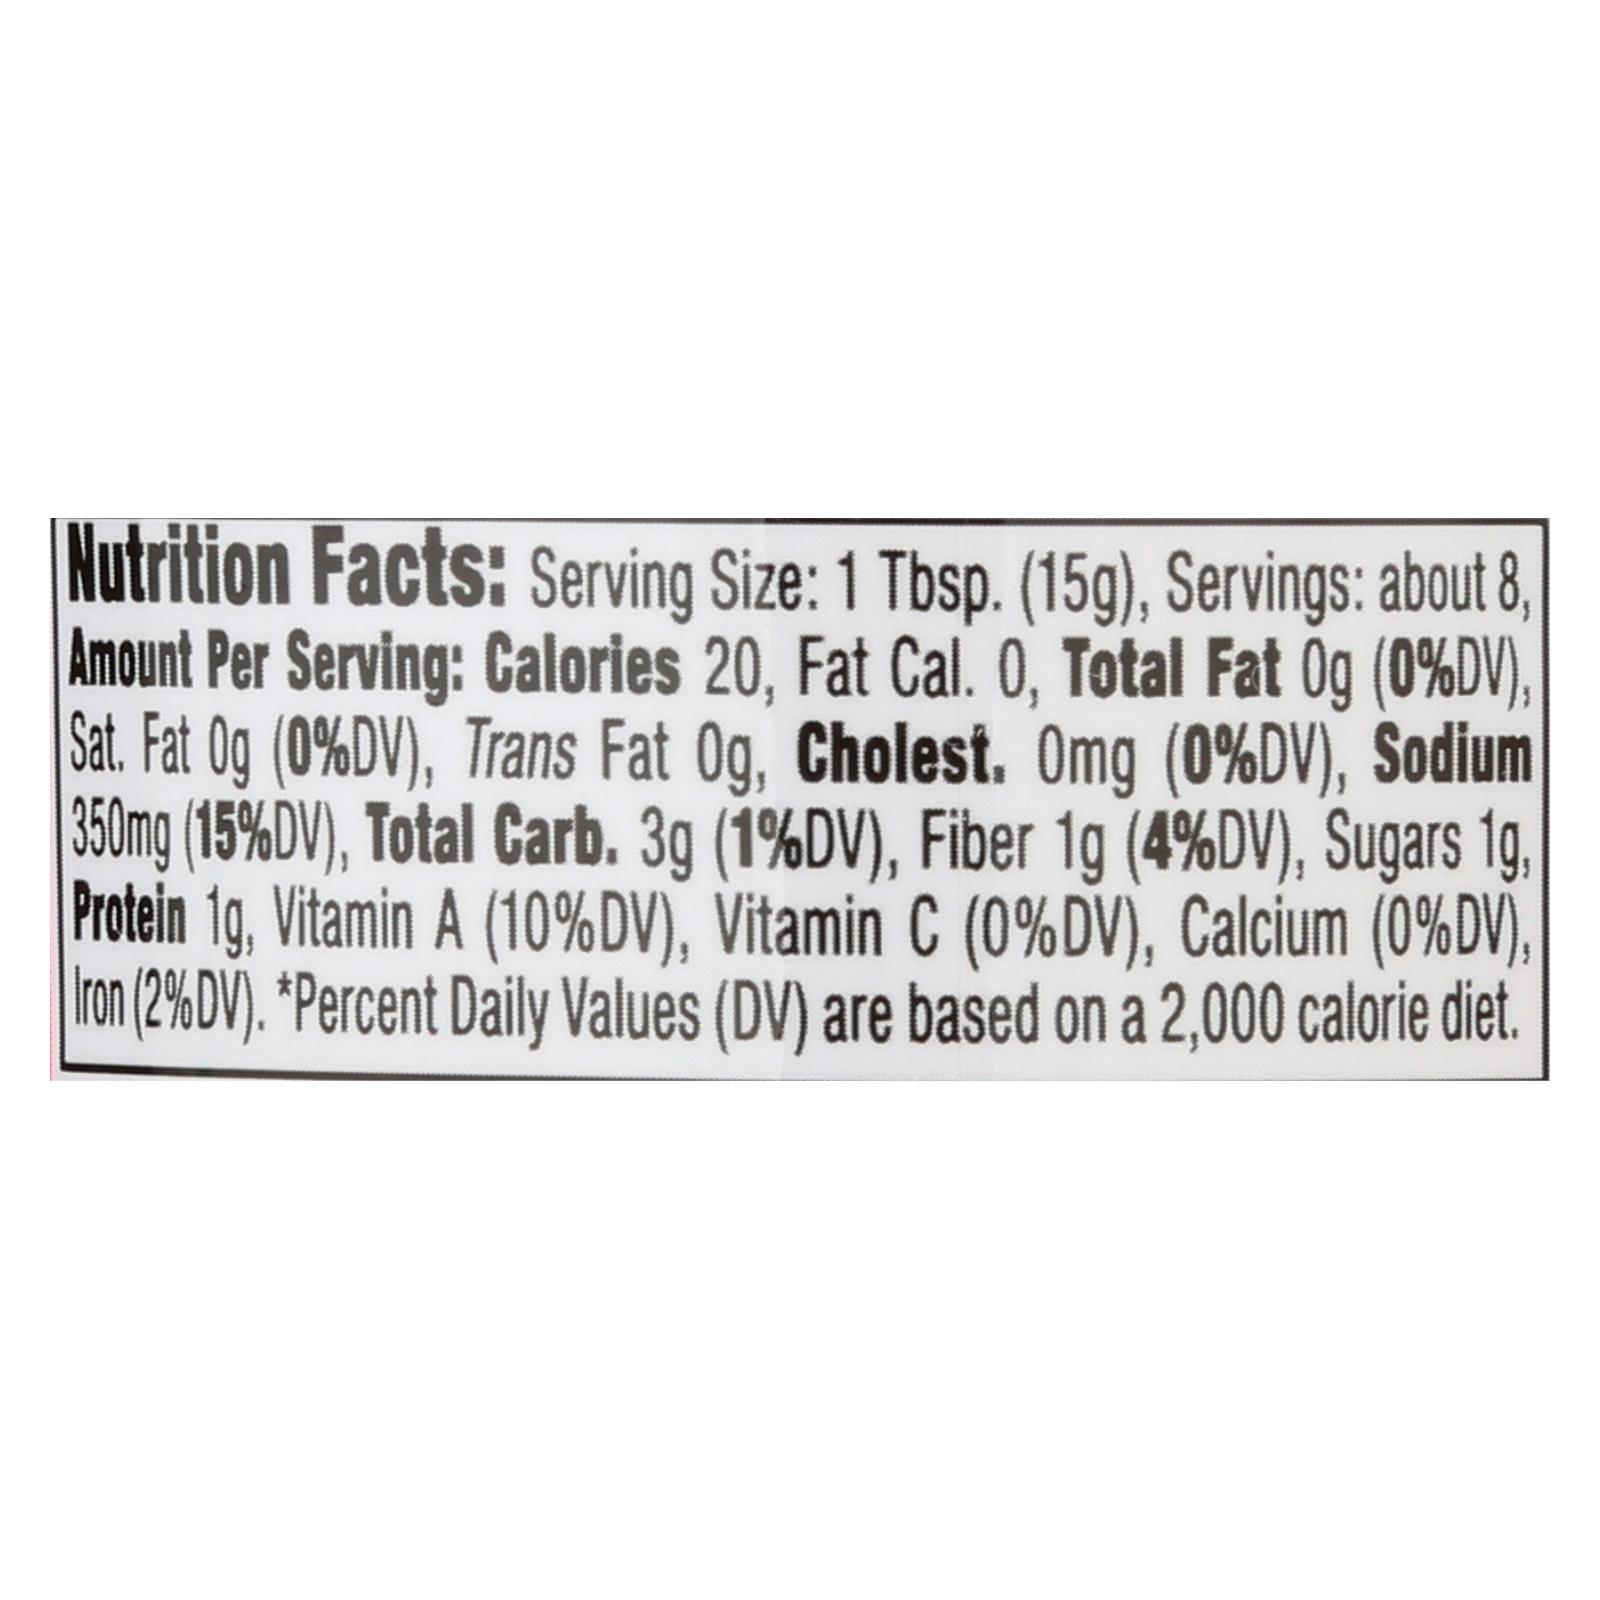 Nutrition Facts: Serving Size: 1 Tbsp. (15g), Servings: about 8,
Amount Per Serving: Calories 20, Fat Cal. 0, Total Fat 0g (0%DV),
Sat. Fat 0g (0%DV), Trans Fat 0g, Cholest. 0mg (0%DV), Sodium
350mg (15%DV), Total Carb. 3g (1%DV), Fiber 1g (4%DV), Sugars 1g,
Protein 1g, Vitamin A (10%DV), Vitamin C (0%DV), Calcium (0%DV),
Iron (2%DV). *Percent Daily Values (DV) are based on a 2,000 calorie diet.